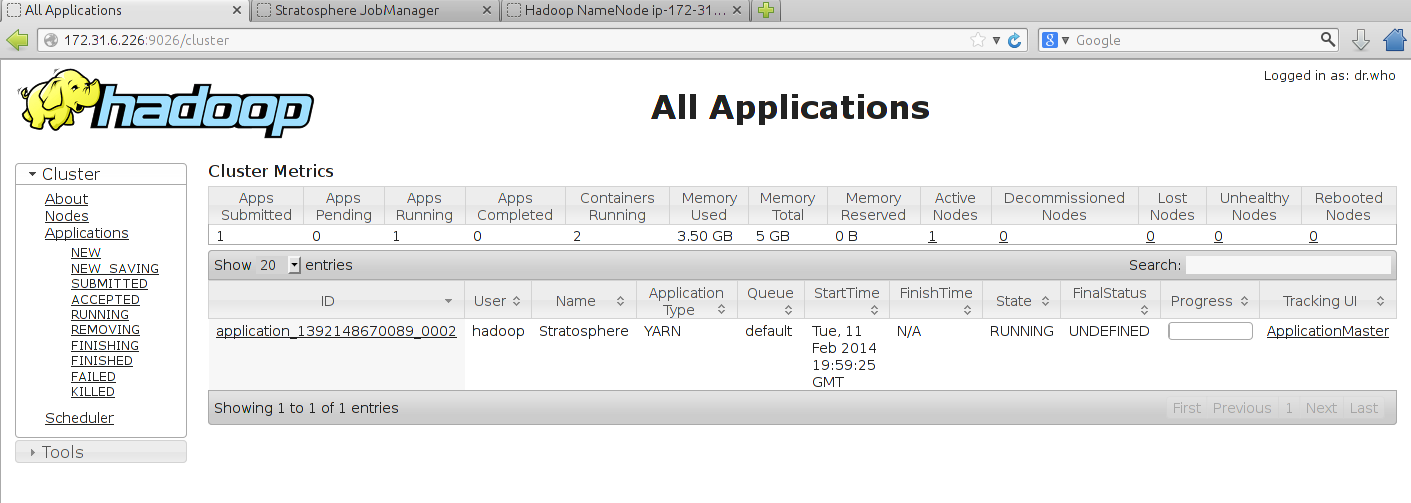 All Applications
Stratosphere JobManager
Hadoop NameNode ip-172-31...
172.31.6.226:9026/cluster
Google
Logged in as: dr.who
hadoop
All Applications
Cluster
About
Nodes
Applications
NEW
NEW_SAVING
SUBMITTED
ACCEPTED
RUNNING
REMOVING
FINISHING
FINISHED
FAILED
KILLED
Scheduler
Tools
Cluster Metrics
Apps Submitted Apps Pending Apps Running Apps Completed Containers Running Memory Used Memory Total Memory Reserved Active Nodes Decommissioned Nodes Lost Nodes Unhealthy Nodes Rebooted Nodes
1 0 1 0 2 3.50 GB 5 GB 0 B 1 0 0 0 0
Show 20 entries Search:
ID User Name Application Type Queue StartTime FinishTime State FinalStatus Progress Tracking UI
application_1392148670089_0002 hadoop Stratosphere YARN default Tue, 11 Feb 2014 19:59:25 GMT N/A RUNNING UNDEFINED ApplicationMaster
Showing 1 to 1 of 1 entries First Previous 1 Next Last